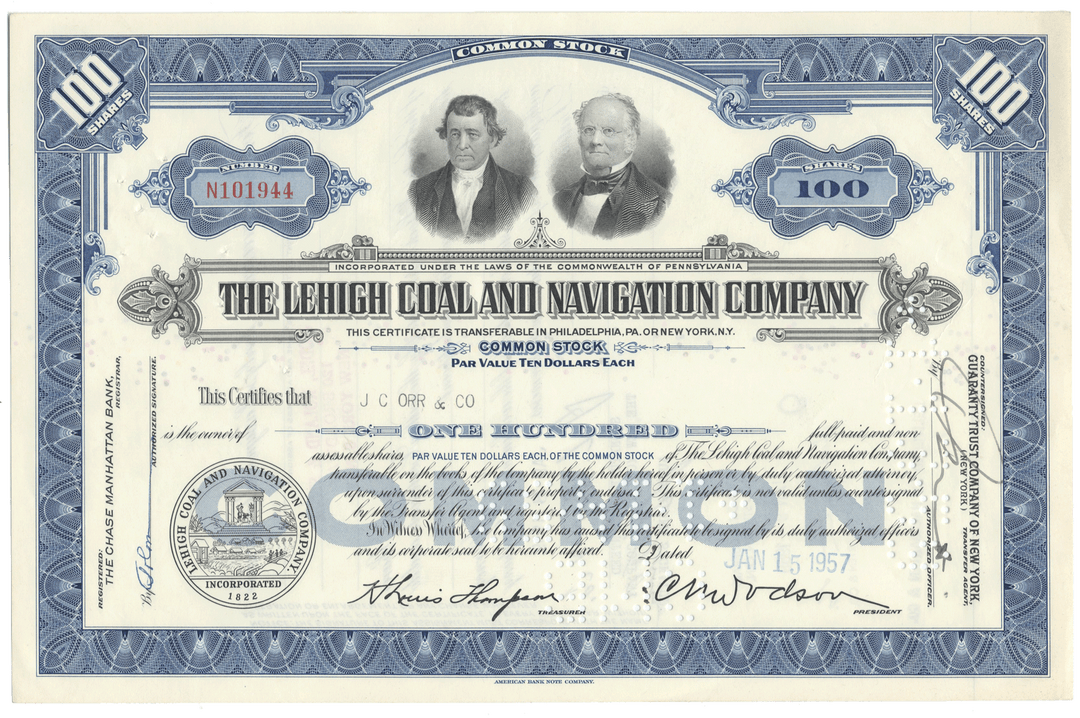 COMMON STOCK
100 SHARES
100 SHARES
NUMBER
N101944
SHARES
100
INCORPORATED UNDER THE LAWS OF THE COMMONWEALTH OF PENNSYLVANIA
THE LEHIGH COAL AND NAVIGATION COMPANY
THIS CERTIFICATE IS TRANSFERABLE IN PHILADELPHIA, PA. OR NEW YORK, N.Y.
COMMON STOCK
PAR VALUE TEN DOLLARS EACH
This Certifies that J C ORR & CO
is the owner of ONE HUNDRED full paid and non-
assessable shares, PAR VALUE TEN DOLLARS EACH, OF THE COMMON STOCK of The Lehigh Coal and Navigation Company,
transferable on the books of the Company by the holder hereof in person or by duly authorized attorney
upon surrender of this certificate properly endorsed. This certificate is not valid unless countersigned
by the Transfer Agent and registered by the Registrar.
In Witness Whereof, the Company has caused this certificate to be signed by its duly authorized officers
and its corporate seal to be hereunto affixed. Dated JAN 15 1957
COMMON
H Louis Thompson
TREASURER
C M Dodson
PRESIDENT
LEHIGH COAL AND NAVIGATION COMPANY.
INCORPORATED
1822
REGISTERED:
THE CHASE MANHATTAN BANK,
REGISTRAR,
AUTHORIZED SIGNATURE.
COUNTERSIGNED:
GUARANTY TRUST COMPANY OF NEW YORK,
(NEW YORK) TRANSFER AGENT,
By
AUTHORIZED OFFICER.
AMERICAN BANK NOTE COMPANY.